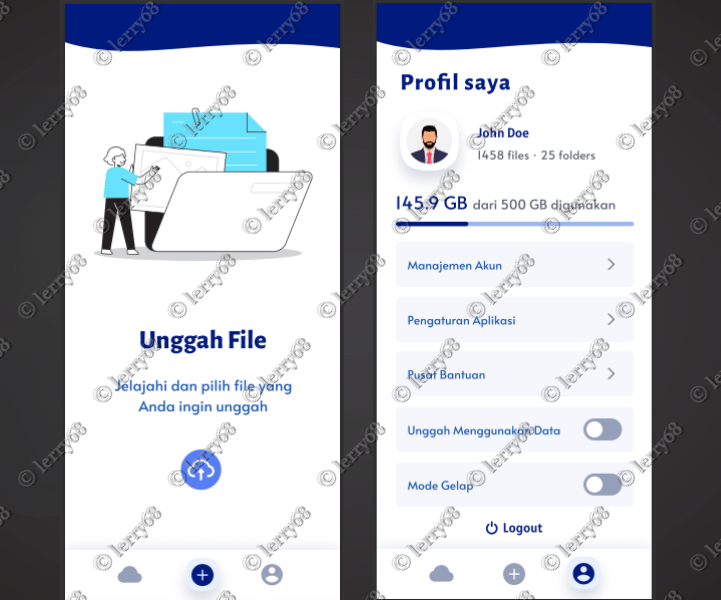 Unggah File
Jelajahi dan pilih file yang
Anda ingin unggah
Profil saya
John Doe
1458 files · 25 folders
145.9 GB dari 500 GB digunakan
Manajemen Akun
Pengaturan Aplikasi
Pusat Bantuan
Unggah Menggunakan Data
Mode Gelap
Logout
© lerry68